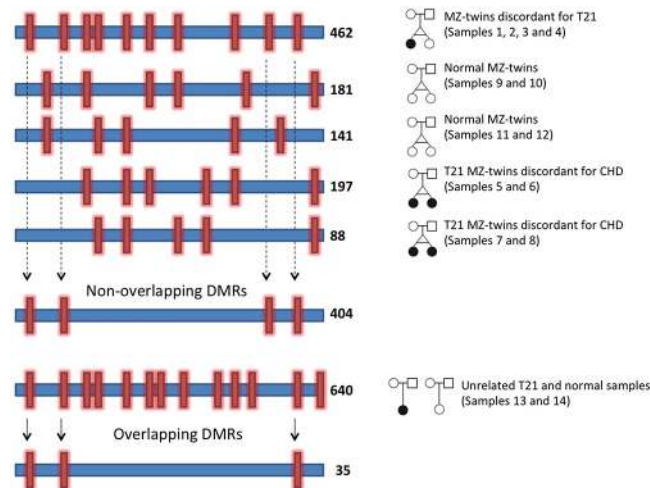 462
MZ-twins discordant for T21
(Samples 1, 2, 3 and 4)
181
Normal MZ-twins
(Samples 9 and 10)
141
Normal MZ-twins
(Samples 11 and 12)
197
T21 MZ-twins discordant for CHD
(Samples 5 and 6)
88
T21 MZ-twins discordant for CHD
(Samples 7 and 8)
Non-overlapping DMRs
404
640
Unrelated T21 and normal samples
(Samples 13 and 14)
Overlapping DMRs
35